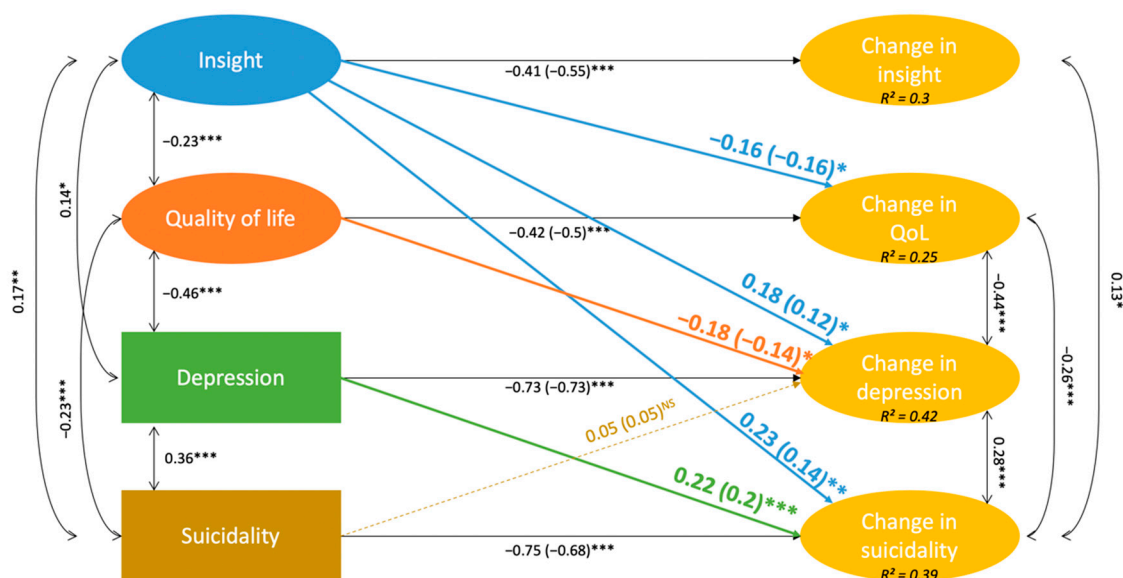 Insight
−0.41 (−0.55)***
Change in
insight
R² = 0.3
−0.23***
−0.16 (−0.16)*
0.14*
Quality of life
−0.42 (−0.5)***
Change in
QoL
R² = 0.25
0.17**
−0.46***
0.18 (0.12)*
−0.44***
0.13*
−0.18 (−0.14)*
Depression
−0.73 (−0.73)***
Change in
depression
R² = 0.42
−0.23***
−0.26***
0.05 (0.05)NS
0.36***
0.23 (0.14)**
0.28***
0.22 (0.2)***
Suicidality
−0.75 (−0.68)***
Change in
suicidality
R² = 0.39